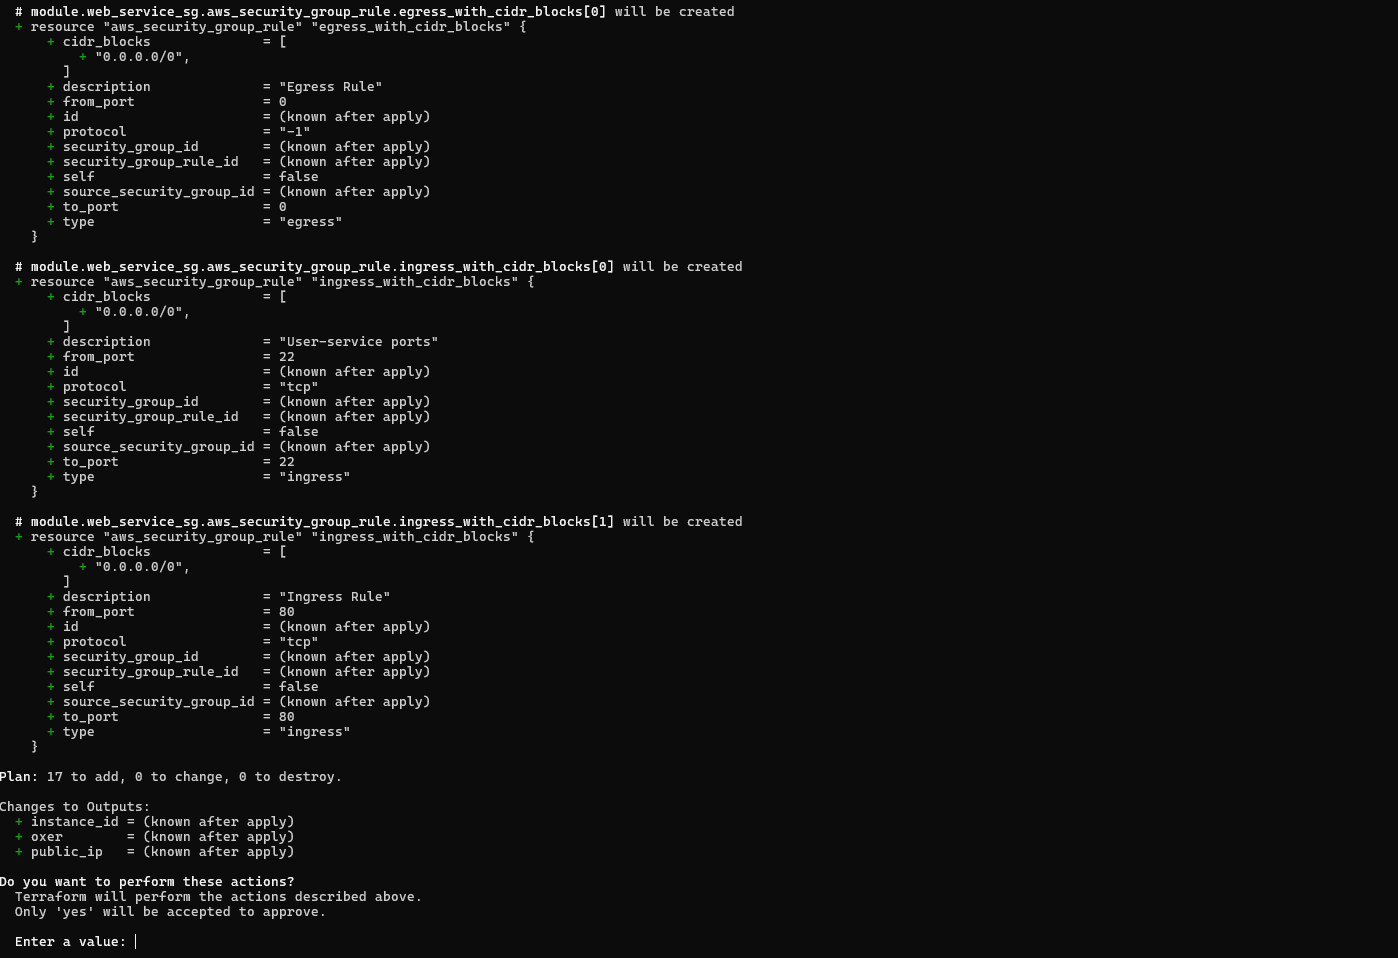 # module.web_service_sg.aws_security_group_rule.egress_with_cidr_blocks[0] will be created
+ resource "aws_security_group_rule" "egress_with_cidr_blocks" {
+ cidr_blocks = [
+ "0.0.0.0/0",
]
+ description = "Egress Rule"
+ from_port = 0
+ id = (known after apply)
+ protocol = "-1"
+ security_group_id = (known after apply)
+ security_group_rule_id = (known after apply)
+ self = false
+ source_security_group_id = (known after apply)
+ to_port = 0
+ type = "egress"
}
# module.web_service_sg.aws_security_group_rule.ingress_with_cidr_blocks[0] will be created
+ resource "aws_security_group_rule" "ingress_with_cidr_blocks" {
+ cidr_blocks = [
+ "0.0.0.0/0",
]
+ description = "User-service ports"
+ from_port = 22
+ id = (known after apply)
+ protocol = "tcp"
+ security_group_id = (known after apply)
+ security_group_rule_id = (known after apply)
+ self = false
+ source_security_group_id = (known after apply)
+ to_port = 22
+ type = "ingress"
}
# module.web_service_sg.aws_security_group_rule.ingress_with_cidr_blocks[1] will be created
+ resource "aws_security_group_rule" "ingress_with_cidr_blocks" {
+ cidr_blocks = [
+ "0.0.0.0/0",
]
+ description = "Ingress Rule"
+ from_port = 80
+ id = (known after apply)
+ protocol = "tcp"
+ security_group_id = (known after apply)
+ security_group_rule_id = (known after apply)
+ self = false
+ source_security_group_id = (known after apply)
+ to_port = 80
+ type = "ingress"
}
Plan: 17 to add, 0 to change, 0 to destroy.
Changes to Outputs:
+ instance_id = (known after apply)
+ oxer = (known after apply)
+ public_ip = (known after apply)
Do you want to perform these actions?
Terraform will perform the actions described above.
Only 'yes' will be accepted to approve.
Enter a value: